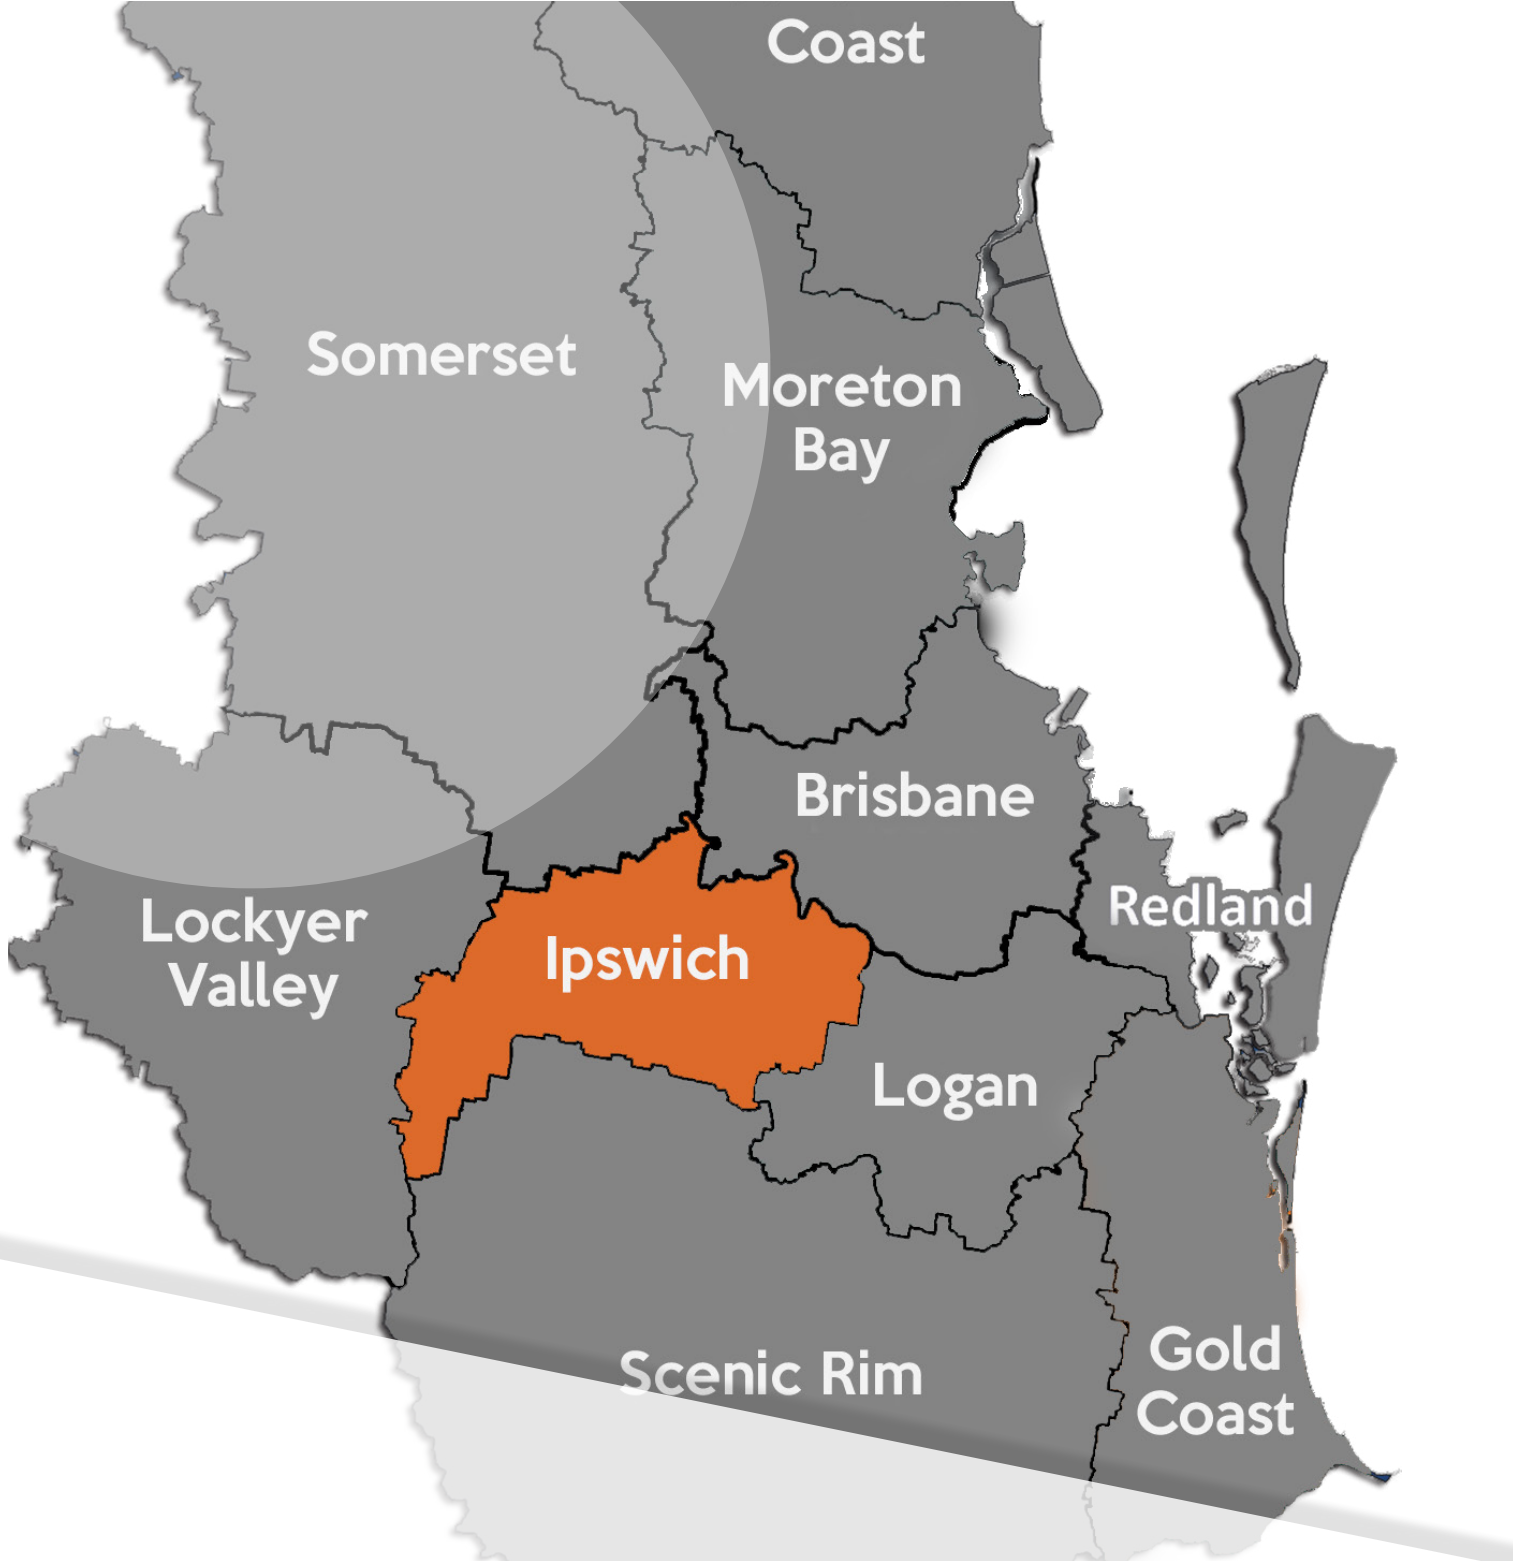 Coast
Somerset
Moreton
Bay
Brisbane
Redland
Lockyer
Valley
Ipswich
Logan
Scenic Rim
Gold
Coast